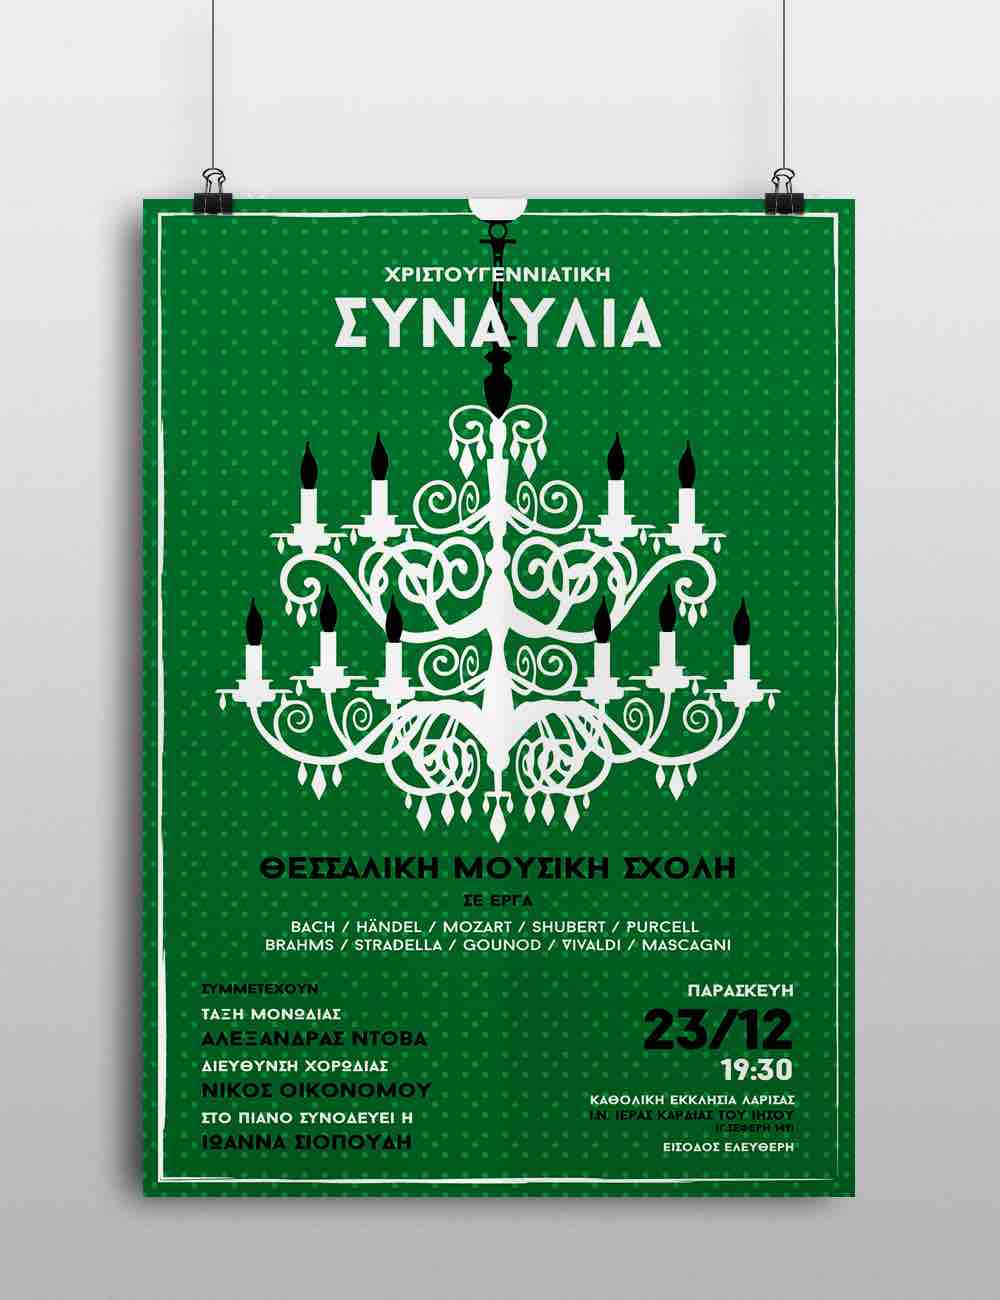 ΧΡΙΣΤΟΥΓΕΝΝΙΑΤΙΚΗ
ΣΥΝΑΥΛΙΑ
ΘΕΣΣΑΛΙΚΗ ΜΟΥΣΙΚΗ ΣΧΟΛΗ
ΣΕ ΕΡΓΑ
BACH / HÄNDEL / MOZART / SHUBERT / PURCELL
BRAHMS / STRADELLA / GOUNOD / VIVALDI / MASCAGNI
ΣΥΜΜΕΤΕΧΟΥΝ
ΤΑΞΗ ΜΟΝΩΔΙΑΣ
ΑΛΕΞΑΝΔΡΑΣ ΝΤΟΒΑ
ΔΙΕΥΘΥΝΣΗ ΧΟΡΩΔΙΑΣ
ΝΙΚΟΣ ΟΙΚΟΝΟΜΟΥ
ΣΤΟ ΠΙΑΝΟ ΣΥΝΟΔΕΥΕΙ Η
ΙΩΑΝΝΑ ΣΙΟΠΟΥΔΗ
ΠΑΡΑΣΚΕΥΗ
23/12
19:30
ΚΑΘΟΛΙΚΗ ΕΚΚΛΗΣΙΑ ΛΑΡΙΣΑΣ
Ι.Ν. ΙΕΡΑΣ ΚΑΡΔΙΑΣ ΤΟΥ ΙΗΣΟΥ
(Γ.ΣΕΦΕΡΗ 149)
ΕΙΣΟΔΟΣ ΕΛΕΥΘΕΡΗ